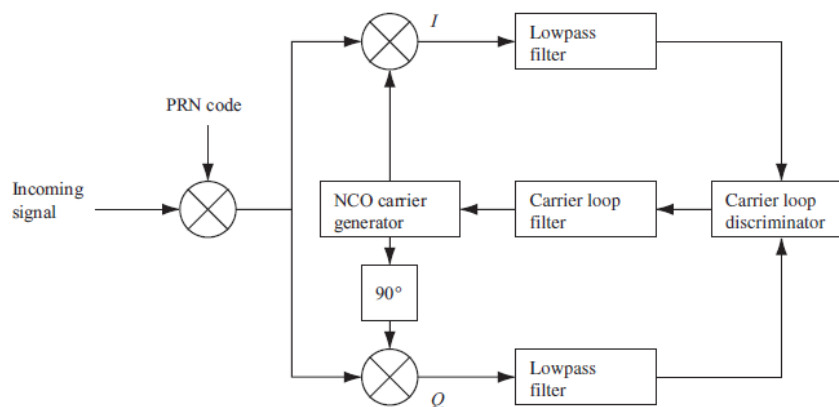 I
Lowpass
filter
PRN code
Incoming
signal
NCO carrier
generator
Carrier loop
filter
Carrier loop
discriminator
90°
Lowpass
filter
Q